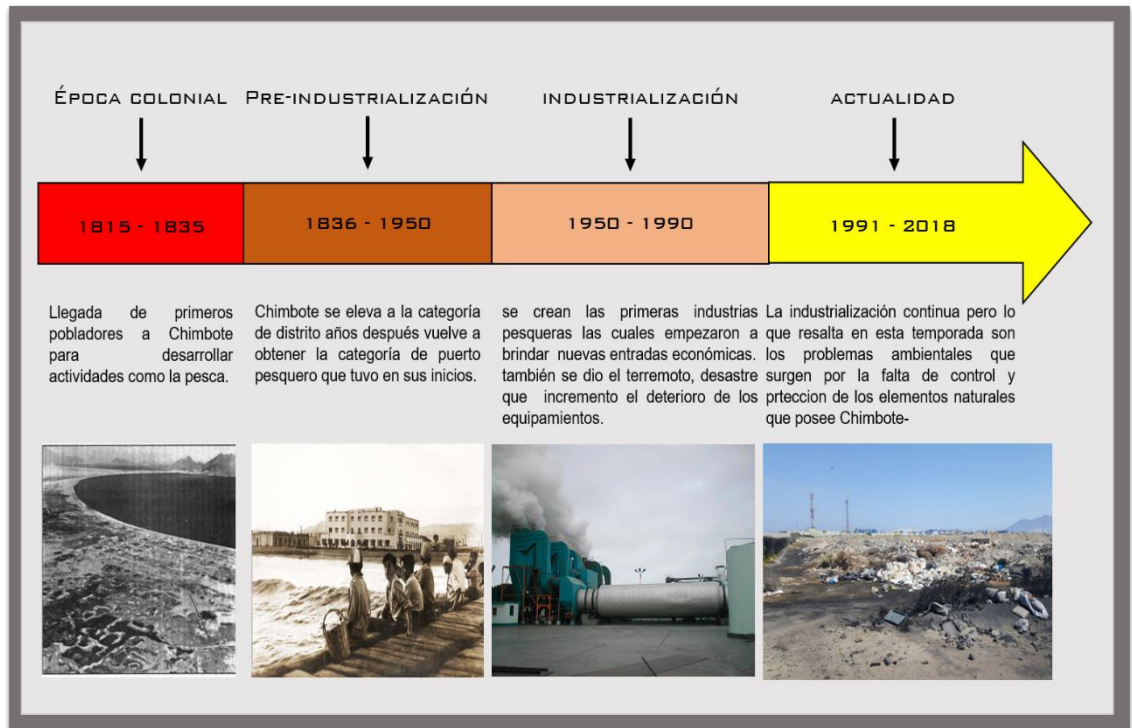 ÉPOCA COLONIAL
PRE-INDUSTRIALIZACIÓN
INDUSTRIALIZACIÓN
ACTUALIDAD
1815 - 1835
1836 - 1950
1950 - 1990
1991 - 2018
Llegada de primeros
pobladores a Chimbote
para desarrollar
actividades como la pesca.
Chimbote se eleva a la categoría
de distrito años después vuelve a
obtener la categoría de puerto
pesquero que tuvo en sus inicios.
se crean las primeras industrias
pesqueras las cuales empezaron a
brindar nuevas entradas económicas.
también se dio el terremoto, desastre
que incremento el deterioro de los
equipamientos.
La industrialización continua pero lo
que resalta en esta temporada son
los problemas ambientales que
surgen por la falta de control y
prteccion de los elementos naturales
que posee Chimbote-